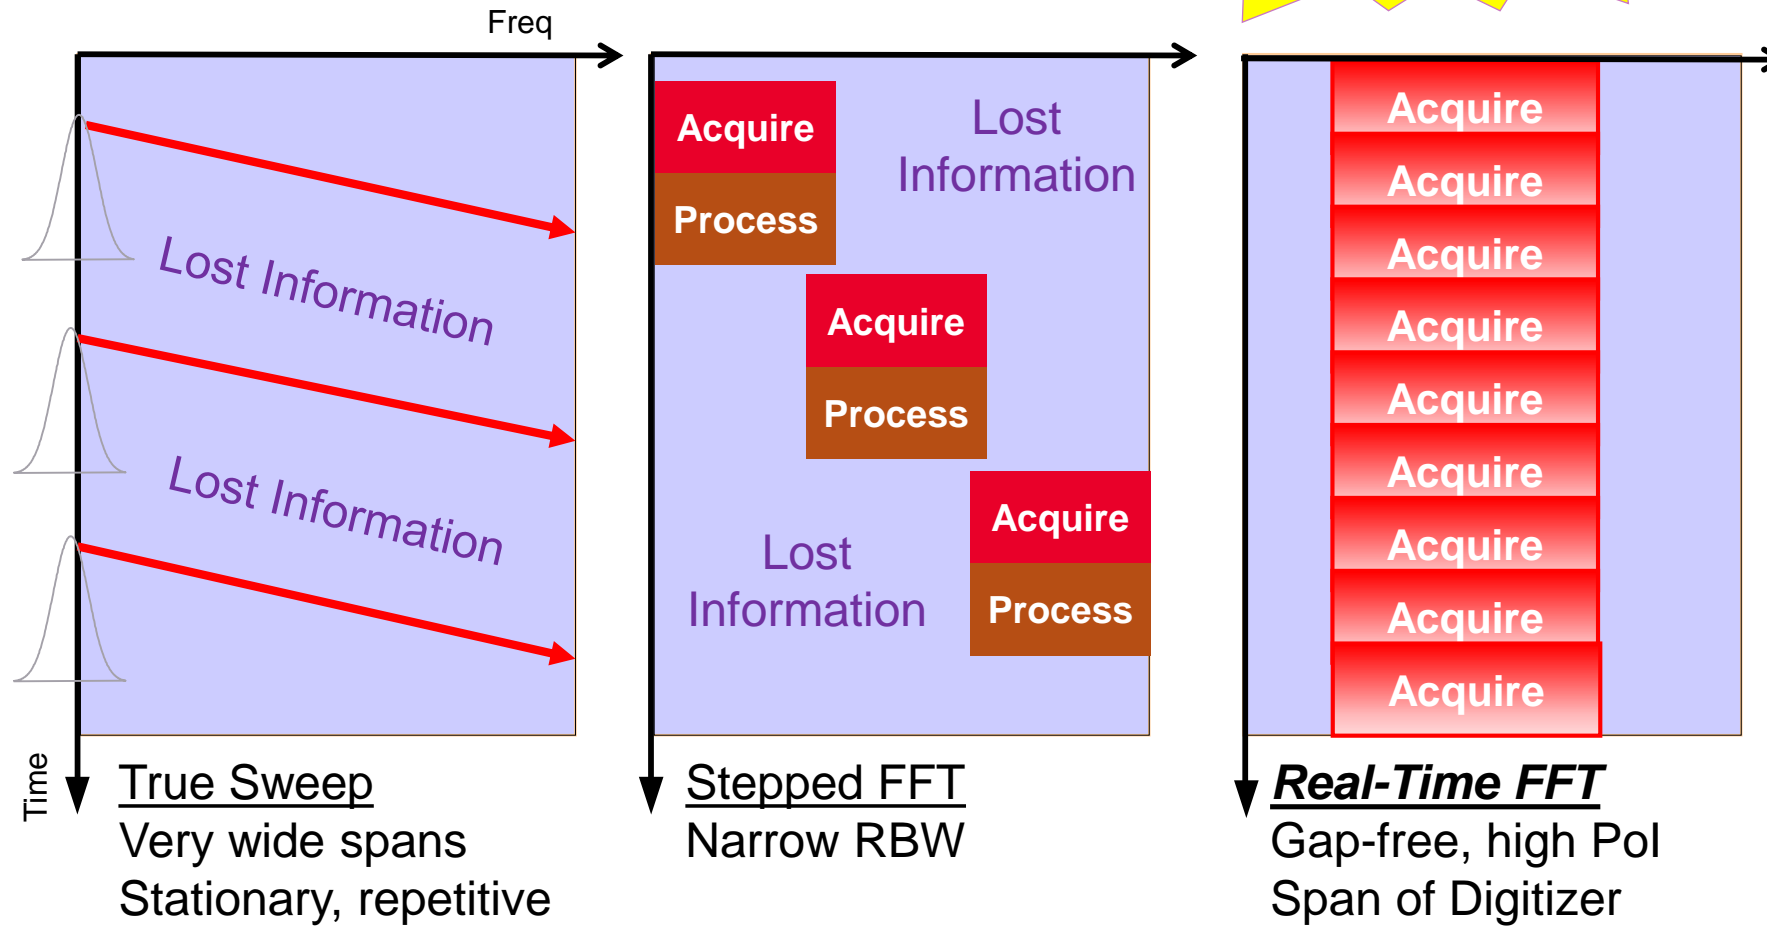 Freq
Lost Information
Lost Information
Time
True Sweep
Very wide spans
Stationary, repetitive
Acquire
Process
Lost
Information
Acquire
Process
Lost
Information
Acquire
Process
Stepped FFT
Narrow RBW
Acquire
Acquire
Acquire
Acquire
Acquire
Acquire
Acquire
Acquire
Acquire
Real-Time FFT
Gap-free, high PoI
Span of Digitizer